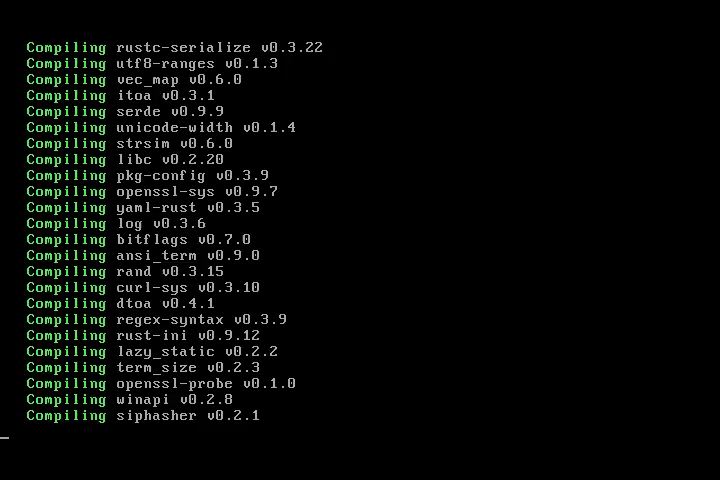 Compiling rustc-serialize v0.3.22
Compiling utf8-ranges v0.1.3
Compiling vec_map v0.6.0
Compiling itoa v0.3.1
Compiling serde v0.9.9
Compiling unicode-width v0.1.4
Compiling strsim v0.6.0
Compiling libc v0.2.20
Compiling pkg-config v0.3.9
Compiling openssl-sys v0.9.7
Compiling yaml-rust v0.3.5
Compiling log v0.3.6
Compiling bitflags v0.7.0
Compiling ansi_term v0.9.0
Compiling rand v0.3.15
Compiling curl-sys v0.3.10
Compiling dtoa v0.4.1
Compiling regex-syntax v0.3.9
Compiling rust-ini v0.9.12
Compiling lazy_static v0.2.2
Compiling term_size v0.2.3
Compiling openssl-probe v0.1.0
Compiling winapi v0.2.8
Compiling siphasher v0.2.1